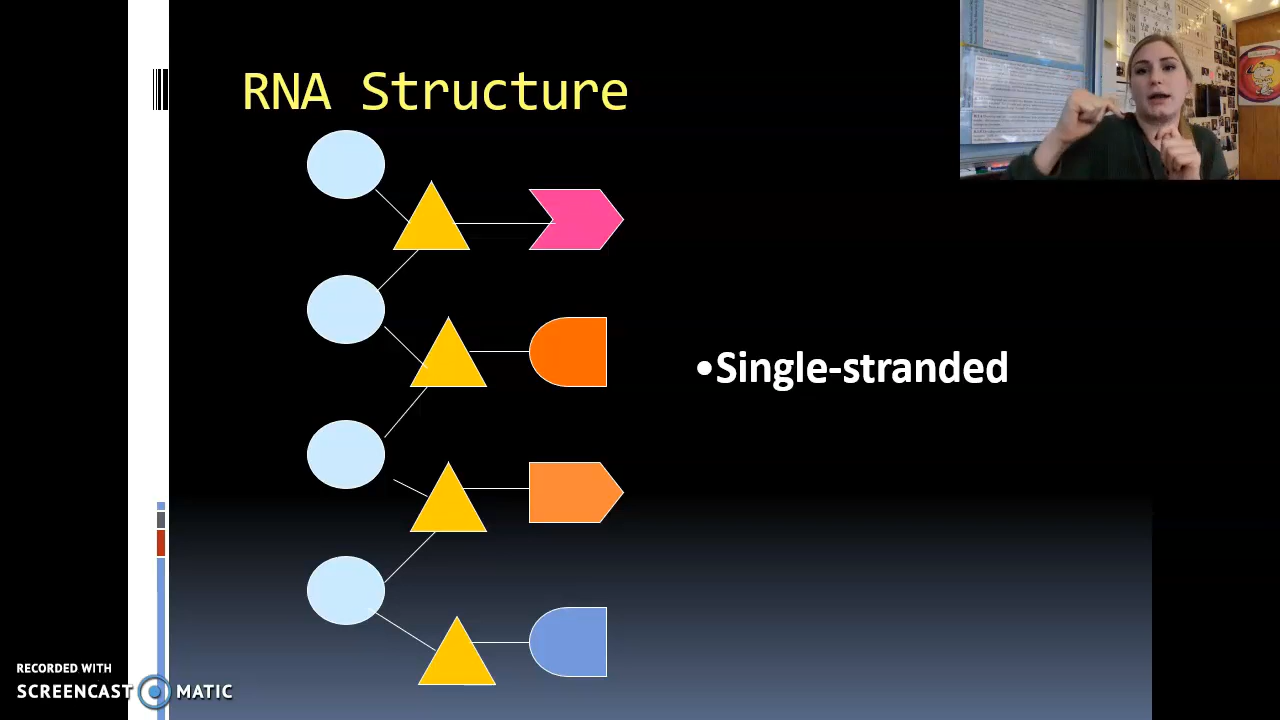 RNA Structure
•Single-stranded
RECORDED WITH
SCREENCAST MATIC